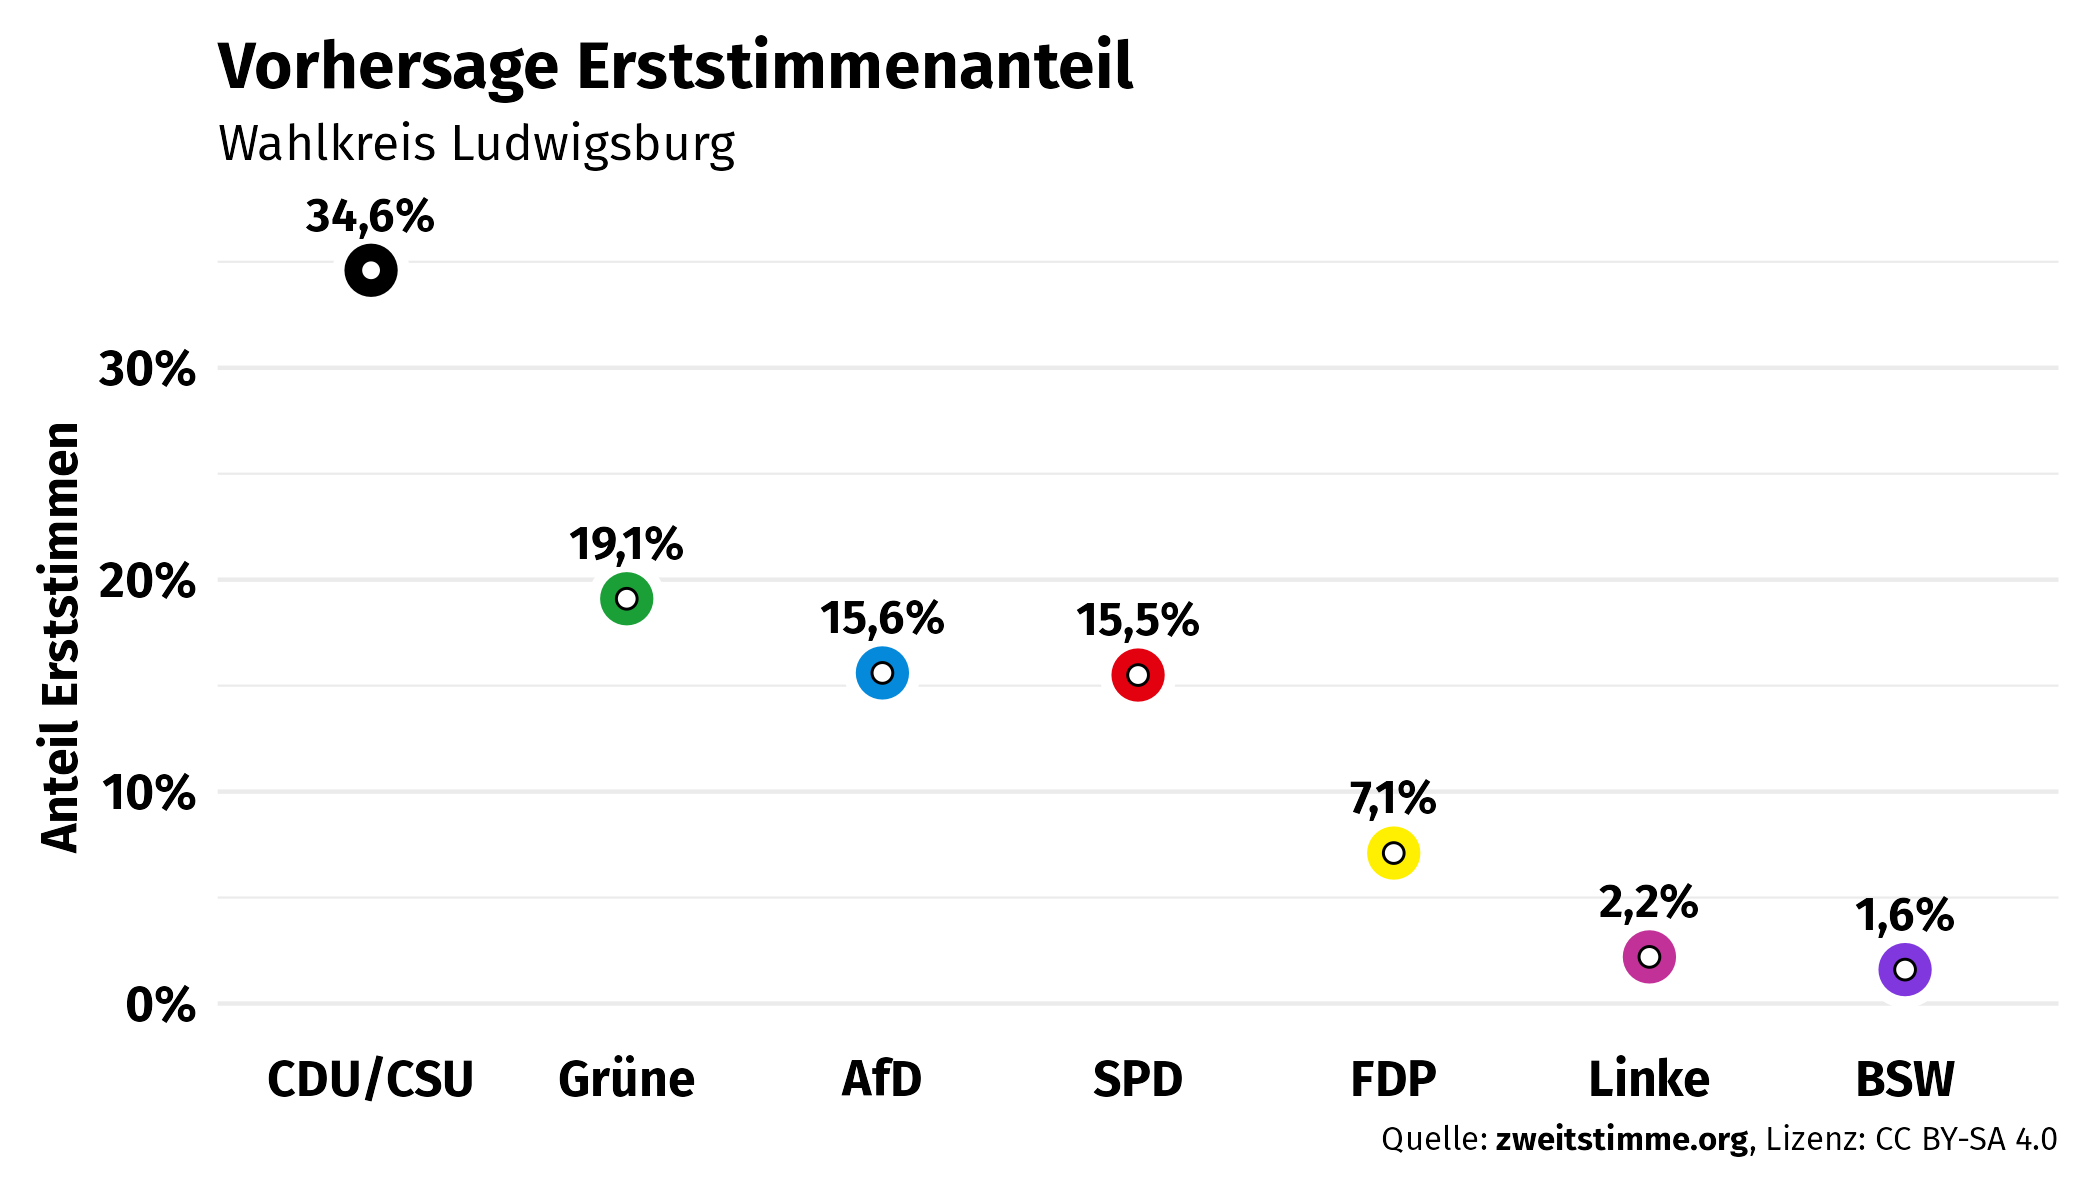 Vorhersage Erststimmenanteil
Wahlkreis Ludwigsburg
34,6%
30%
19,1%
20%
15,6%
15,5%
7,1%
10%
2,2%
1,6%
0%
Anteil Erststimmen
CDU/CSU Grüne AfD SPD FDP Linke BSW
Quelle: zweitstimme.org, Lizenz: CC BY-SA 4.0